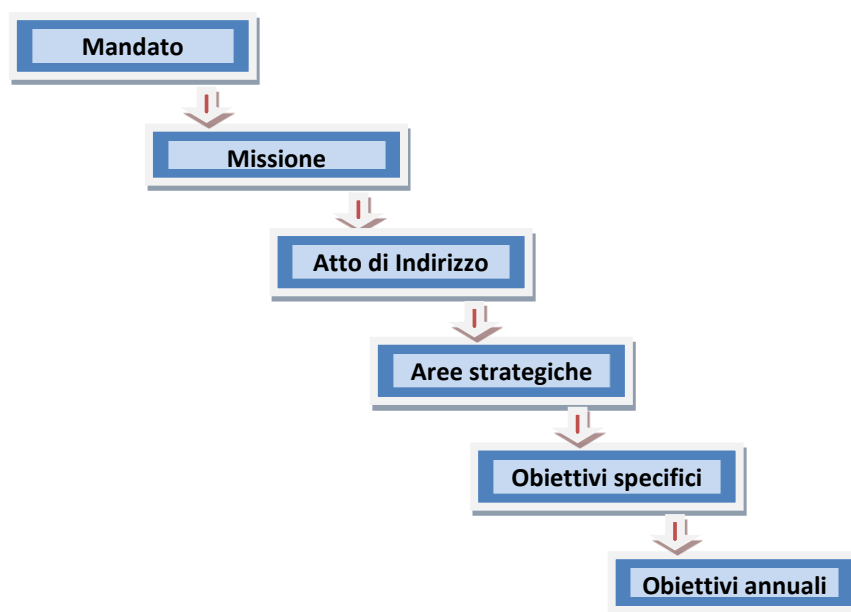 Mandato
Missione
Atto di Indirizzo
Aree strategiche
Obiettivi specifici
Obiettivi annuali